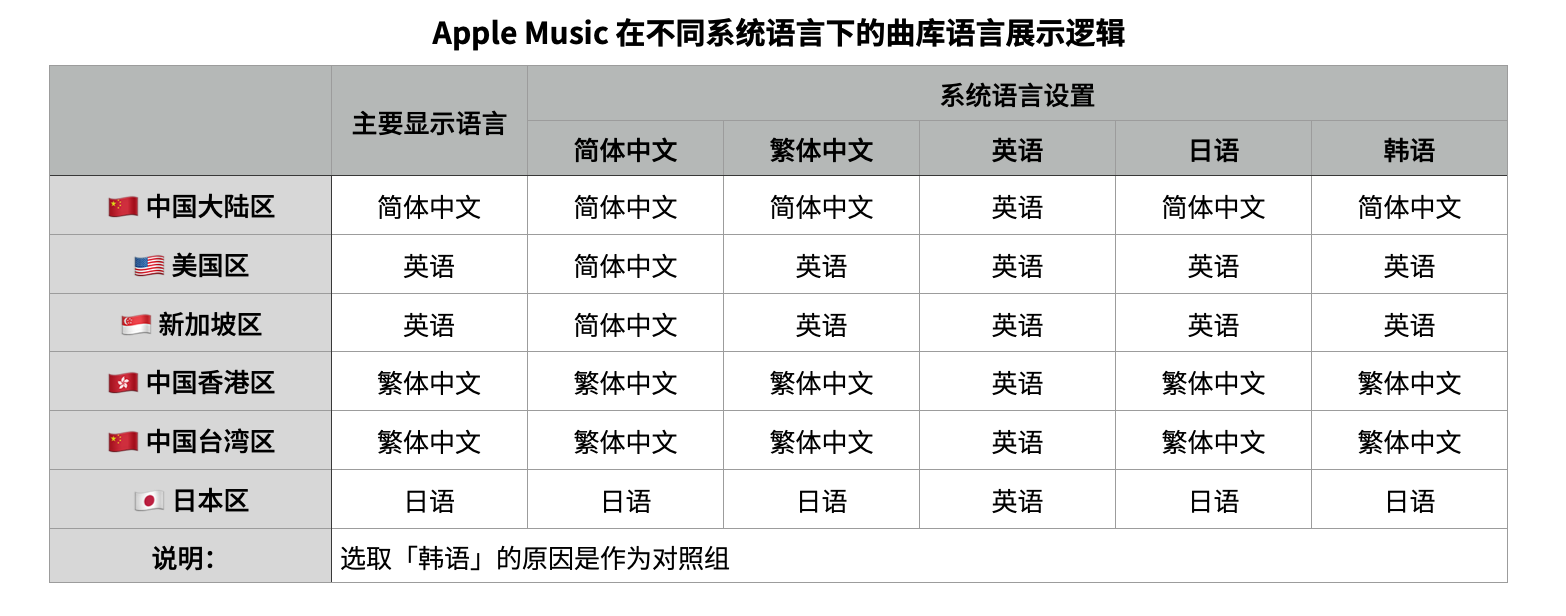 Apple Music 在不同系统语言下的曲库语言展示逻辑
主要显示语言 系统语言设置
简体中文 繁体中文 英语 日语 韩语
🇨🇳 中国大陆区 简体中文 简体中文 简体中文 英语 简体中文 简体中文
🇺🇸 美国区 英语 简体中文 英语 英语 英语 英语
🇸🇬 新加坡区 英语 简体中文 英语 英语 英语 英语
🇭🇰 中国香港区 繁体中文 繁体中文 繁体中文 英语 繁体中文 繁体中文
🇨🇳 中国台湾区 繁体中文 繁体中文 繁体中文 英语 繁体中文 繁体中文
🇯🇵 日本区 日语 日语 日语 英语 日语 日语
说明： 选取「韩语」的原因是作为对照组